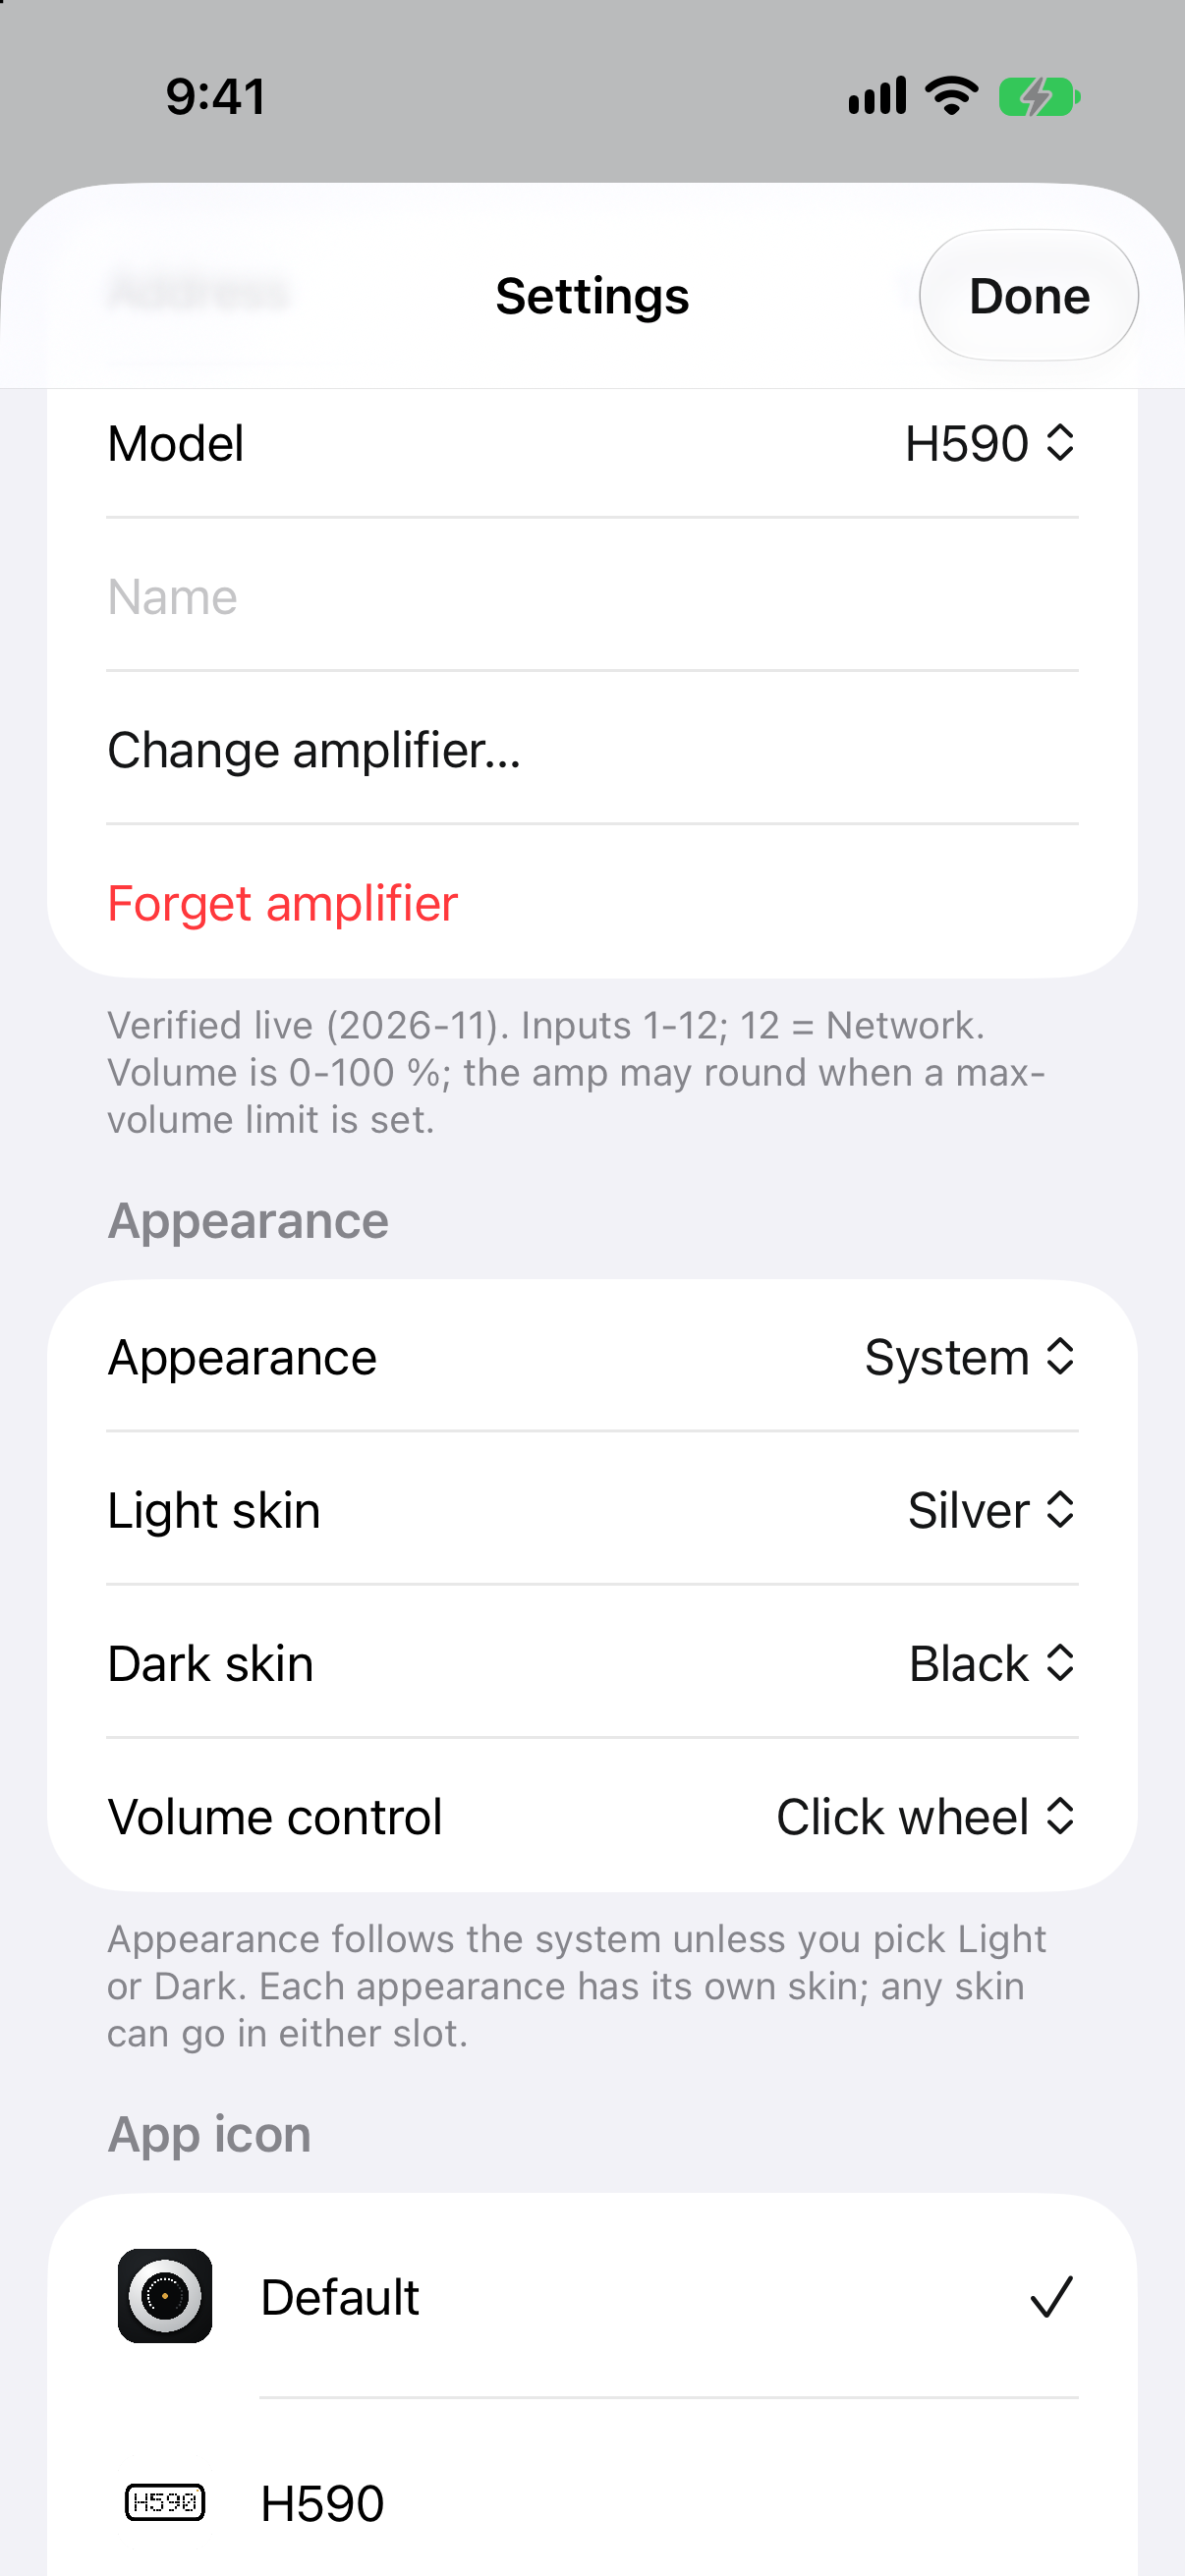 9:41
Address
Settings
Done
Model
H590
Name
Change amplifier...
Forget amplifier
Verified live (2026-11). Inputs 1-12; 12 = Network.
Volume is 0-100 %; the amp may round when a max-
volume limit is set.
Appearance
Appearance
System
Light skin
Silver
Dark skin
Black
Volume control
Click wheel
Appearance follows the system unless you pick Light
or Dark. Each appearance has its own skin; any skin
can go in either slot.
App icon
Default
H590
H590